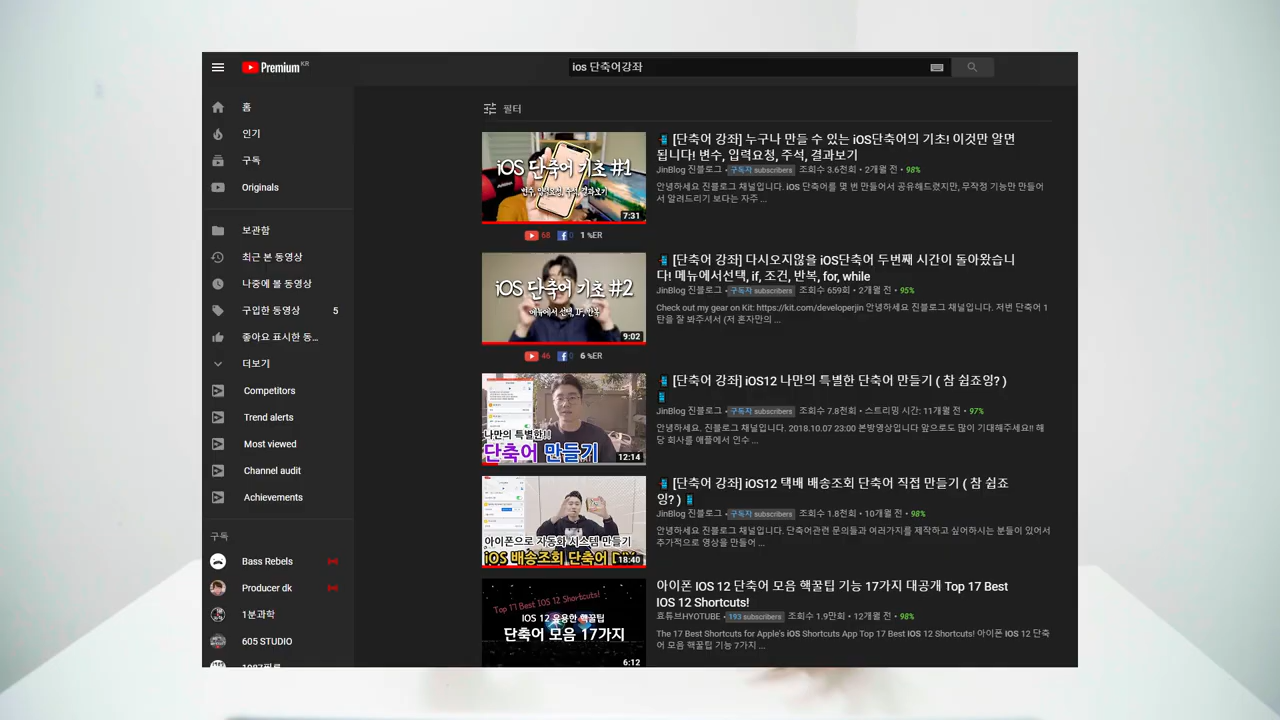 Premium KR
ios 단축어강좌
홈
인기
구독
Originals
보관함
최근 본 동영상
나중에 볼 동영상
구입한 동영상 5
좋아요 표시한 동...
더보기
Competitors
Trend alerts
Most viewed
Channel audit
Achievements
구독
Bass Rebels
Producer dk
1분과학
605 STUDIO
필터
iOS 단축어 기초 #1
변수, 입력요청, 주석, 결과보기
7:31
68 0 1 %ER
[단축어 강좌] 누구나 만들 수 있는 iOS단축어의 기초! 이것만 알면
됩니다! 변수, 입력요청, 주석, 결과보기
JinBlog 진블로그 • 구독자 subscribers 조회수 3.6천회 • 2개월 전 • 98%
안녕하세요 진블로그 채널입니다. iOS 단축어를 몇 번 만들어서 공유해드렸지만, 무작정 기능만 만들어
서 알려드리기 보다는 자주 ...
iOS 단축어 기초 #2
메뉴에서 선택, IF, 반복
9:02
46 0 6 %ER
[단축어 강좌] 다시오지않을 iOS단축어 두번째 시간이 돌아왔습니
다! 메뉴에서선택, if, 조건, 반복, for, while
JinBlog 진블로그 • 구독자 subscribers 조회수 659회 • 2개월 전 • 95%
Check out my gear on Kit: https://kit.com/developerjin 안녕하세요 진블로그 채널입니다. 저번 단축어 1
탄을 잘 봐주셔서 (저 혼자만의 ...
나만의 특별한!!
단축어 만들기
12:14
[단축어 강좌] iOS12 나만의 특별한 단축어 만들기 ( 참 쉽죠잉? )
JinBlog 진블로그 • 구독자 subscribers 조회수 7.8천회 • 스트리밍 시간: 11개월 전 • 97%
안녕하세요. 진블로그 채널입니다. 2018.10.07 23:00 본방영상입니다 앞으로도 많이 기대해주세요!! 해
당 회사를 애플에서 인수 ...
아이폰으로 자동화 시스템 만들기
iOS 배송조회 단축어 DIY
18:40
[단축어 강좌] iOS12 택배 배송조회 단축어 직접 만들기 ( 참 쉽죠
잉? )
JinBlog 진블로그 • 구독자 subscribers 조회수 1.8천회 • 10개월 전 • 98%
안녕하세요 진블로그 채널입니다. 단축어관련 문의들과 여러가지를 제작하고 싶어하시는 분들이 있어서
추가적으로 영상을 만들어 ...
Top 17 Best IOS 12 Shortcuts!
IOS 12 유용한 핵꿀팁
단축어 모음 17가지
6:12
아이폰 IOS 12 단축어 모음 핵꿀팁 기능 17가지 대공개 Top 17 Best
IOS 12 Shortcuts!
효튜브HYOTUBE • 193 subscribers 조회수 1.9만회 • 12개월 전 • 98%
The 17 Best Shortcuts for Apple's iOS Shortcuts App Top 17 Best IOS 12 Shortcuts! 아이폰 IOS 12 단축
어 모음 핵꿀팁 기능 7가지 ...